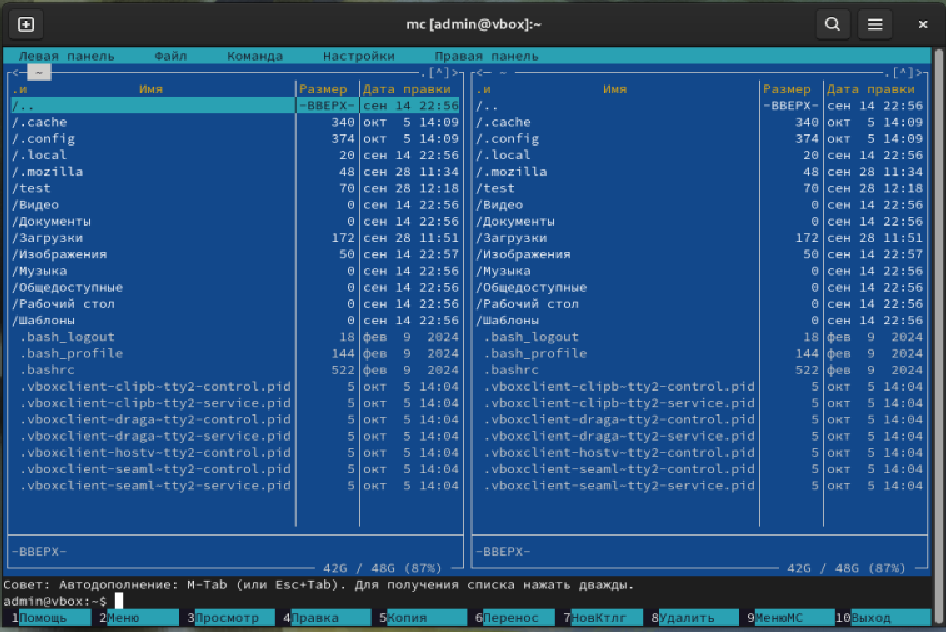 mc [admin@vbox]:~
Левая панель Файл Команда Настройки Правая панель
<- ~ .[^]> <- ~ .[^]>
.и Имя Размер Дата правки .и Имя Размер Дата правки
/.. -ВВЕРХ- сен 14 22:56 /.. -ВВЕРХ- сен 14 22:56
/.cache 340 окт 5 14:09 /.cache 340 окт 5 14:09
/.config 374 окт 5 14:09 /.config 374 окт 5 14:09
/.local 20 сен 14 22:56 /.local 20 сен 14 22:56
/.mozilla 48 сен 28 11:34 /.mozilla 48 сен 28 11:34
/test 70 сен 28 12:18 /test 70 сен 28 12:18
/Видео 0 сен 14 22:56 /Видео 0 сен 14 22:56
/Документы 0 сен 14 22:56 /Документы 0 сен 14 22:56
/Загрузки 172 сен 28 11:51 /Загрузки 172 сен 28 11:51
/Изображения 50 сен 14 22:57 /Изображения 50 сен 14 22:57
/Музыка 0 сен 14 22:56 /Музыка 0 сен 14 22:56
/Общедоступные 0 сен 14 22:56 /Общедоступные 0 сен 14 22:56
/Рабочий стол 0 сен 14 22:56 /Рабочий стол 0 сен 14 22:56
/Шаблоны 0 сен 14 22:56 /Шаблоны 0 сен 14 22:56
.bash_logout 18 фев 9 2024 .bash_logout 18 фев 9 2024
.bash_profile 144 фев 9 2024 .bash_profile 144 фев 9 2024
.bashrc 522 фев 9 2024 .bashrc 522 фев 9 2024
.vboxclient-clipb~tty2-control.pid 5 окт 5 14:04 .vboxclient-clipb~tty2-control.pid 5 окт 5 14:04
.vboxclient-clipb~tty2-service.pid 5 окт 5 14:04 .vboxclient-clipb~tty2-service.pid 5 окт 5 14:04
.vboxclient-draga~tty2-control.pid 5 окт 5 14:04 .vboxclient-draga~tty2-control.pid 5 окт 5 14:04
.vboxclient-draga~tty2-service.pid 5 окт 5 14:04 .vboxclient-draga~tty2-service.pid 5 окт 5 14:04
.vboxclient-hostv~tty2-control.pid 5 окт 5 14:04 .vboxclient-hostv~tty2-control.pid 5 окт 5 14:04
.vboxclient-seaml~tty2-control.pid 5 окт 5 14:04 .vboxclient-seaml~tty2-control.pid 5 окт 5 14:04
.vboxclient-seaml~tty2-service.pid 5 окт 5 14:04 .vboxclient-seaml~tty2-service.pid 5 окт 5 14:04
-ВВЕРХ- -ВВЕРХ-
42G / 48G (87%) 42G / 48G (87%)
Совет: Автодополнение: M-Tab (или Esc+Tab). Для получения списка нажать дважды.
admin@vbox:~$
1Помощь 2Меню 3Просмотр 4Правка 5Копия 6Перенос 7НовКтлг 8Удалить 9МенюMC 10Выход